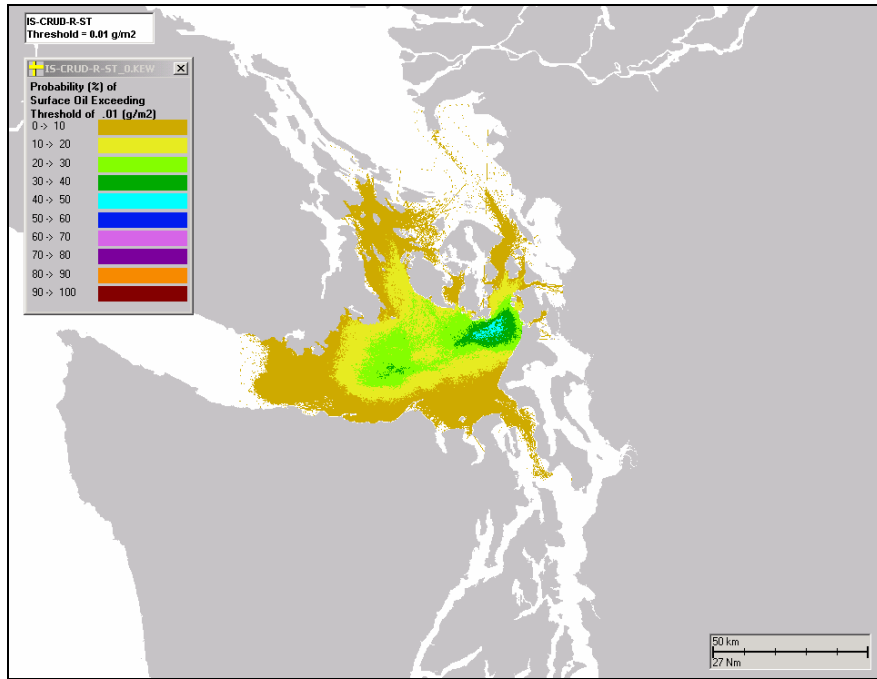 IS-CRUD-R-ST
Threshold = 0.01 g/m2
IS-CRUD-R-ST_0.KEW
Probability (%) of
Surface Oil Exceeding
Threshold of .01 (g/m2)
0 -> 10
10 -> 20
20 -> 30
30 -> 40
40 -> 50
50 -> 60
60 -> 70
70 -> 80
80 -> 90
90 -> 100
50 km
27 Nm